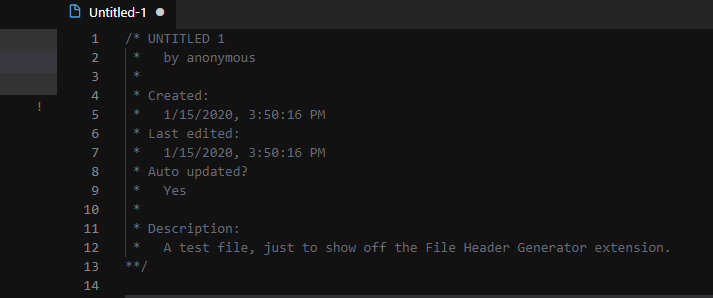 Untitled-1
!
1 /* UNTITLED 1
2 *   by anonymous
3 *
4 * Created:
5 *   1/15/2020, 3:50:16 PM
6 * Last edited:
7 *   1/15/2020, 3:50:16 PM
8 * Auto updated?
9 *   Yes
10 *
11 * Description:
12 *   A test file, just to show off the File Header Generator extension.
13 **/
14